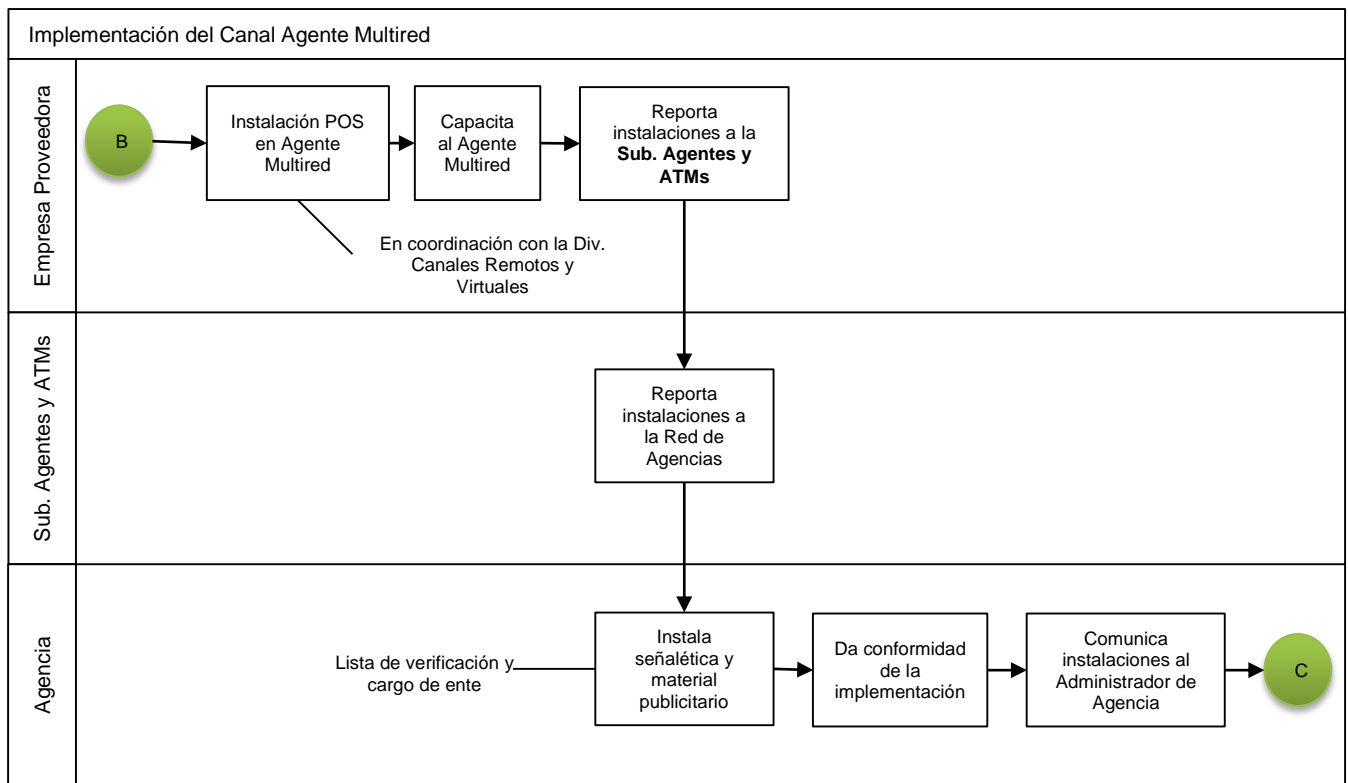 Implementación del Canal Agente Multired
Empresa Proveedora
B
Instalación POS
en Agente
Multired
Capacita
al Agente
Multired
Reporta
instalaciones a la
Sub. Agentes y
ATMs
En coordinación con la Div.
Canales Remotos y
Virtuales
Sub. Agentes y ATMs
Reporta
instalaciones a
la Red de
Agencias
Agencia
Lista de verificación y
cargo de ente
Instala
señalética y
material
publicitario
Da conformidad
de la
implementación
Comunica
instalaciones al
Administrador de
Agencia
C